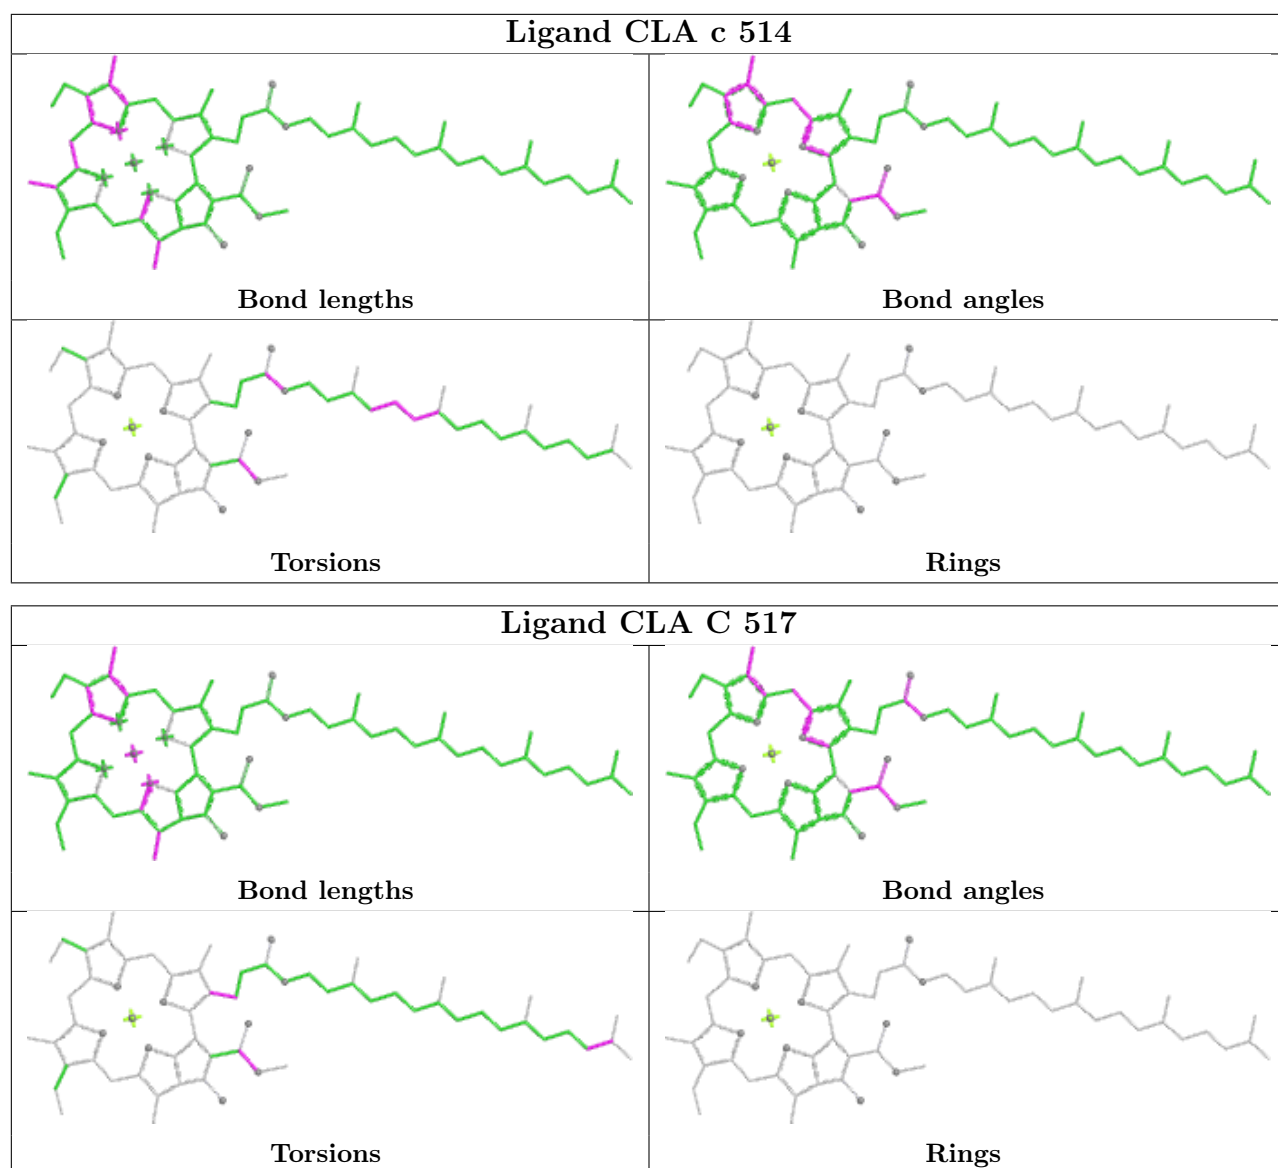 Ligand CLA c 514
Bond lengths
Bond angles
Torsions
Rings
Ligand CLA C 517
Bond lengths
Bond angles
Torsions
Rings